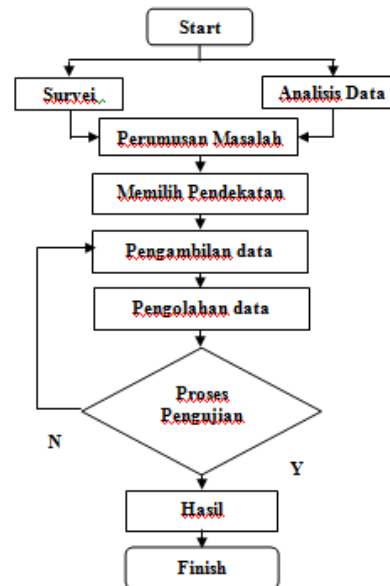 Start
Survei
Analisis Data
Perumusan Masalah
Memilih Pendekatan
Pengambilan data
Pengolahan data
Proses
Pengujian
N
Y
Hasil
Finish